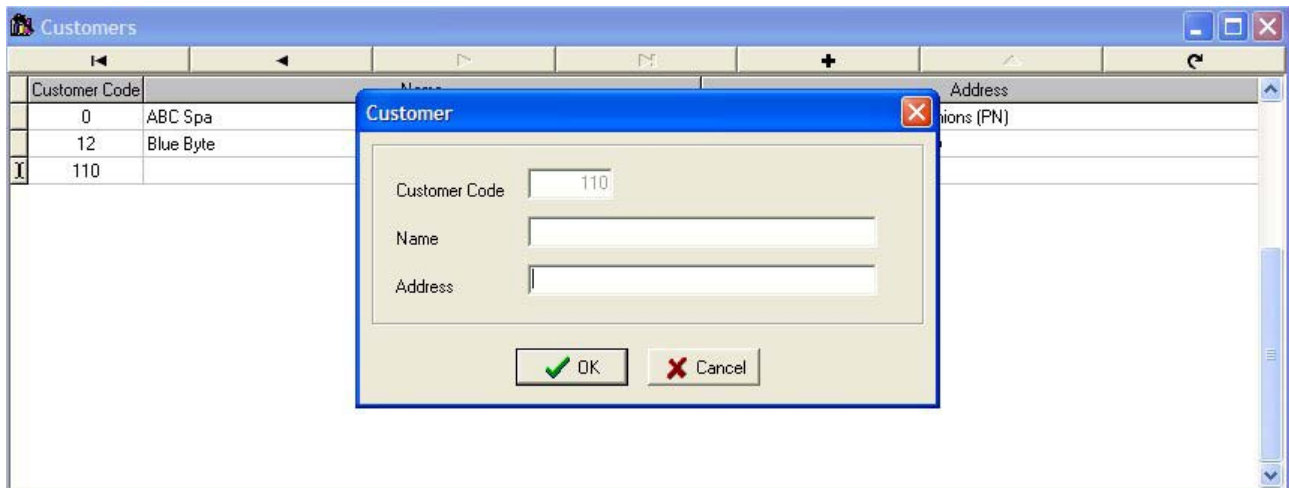 Customers
Customer Code Address
0 ABC Spa (PN)
12 Blue Byte
110
Customer
Customer Code 110
Name
Address
OK Cancel